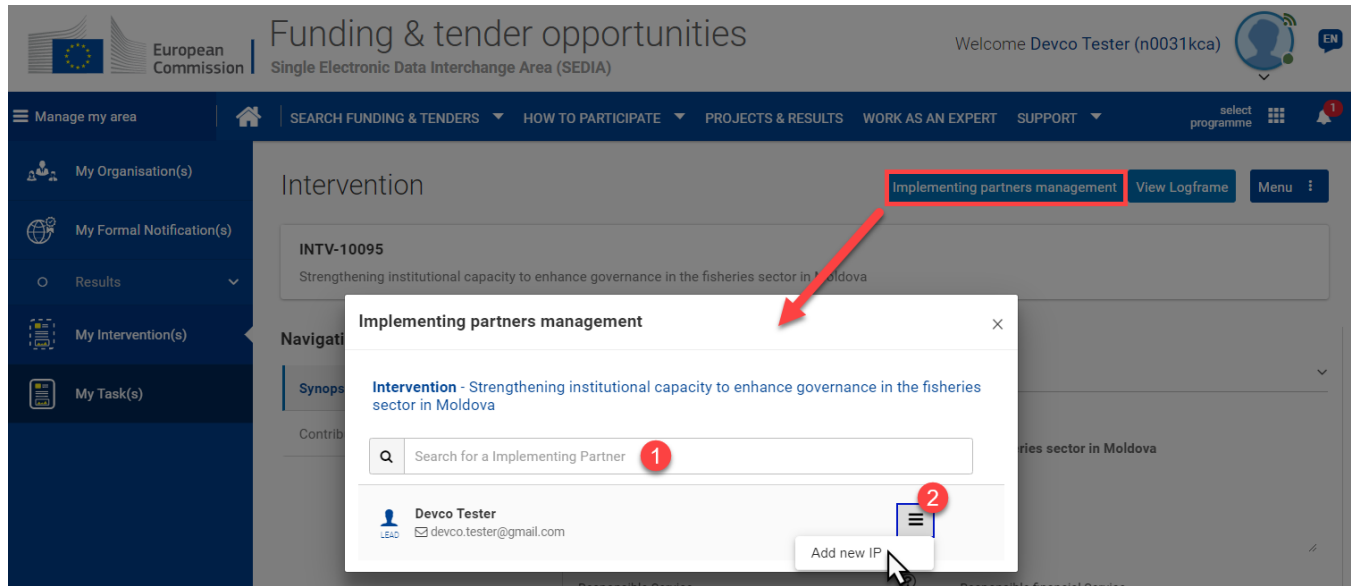 European
Commission
Funding & tender opportunities
Single Electronic Data Interchange Area (SEDIA)
Welcome Devco Tester (n0031kca)
EN
Manage my area
SEARCH FUNDING & TENDERS
HOW TO PARTICIPATE
PROJECTS & RESULTS
WORK AS AN EXPERT
SUPPORT
select
programme
1
My Organisation(s)
My Formal Notification(s)
Results
My Intervention(s)
My Task(s)
Intervention
Implementing partners management
View Logframe
Menu
INTV-10095
Strengthening institutional capacity to enhance governance in the fisheries sector in Moldova
Navigati
Synops
Contrib
ries sector in Moldova
Implementing partners management
×
Intervention - Strengthening institutional capacity to enhance governance in the fisheries
sector in Moldova
Search for a Implementing Partner
1
Devco Tester
LEAD
devco.tester@gmail.com
2
Add new IP
Responsible Service
Responsible financial Service